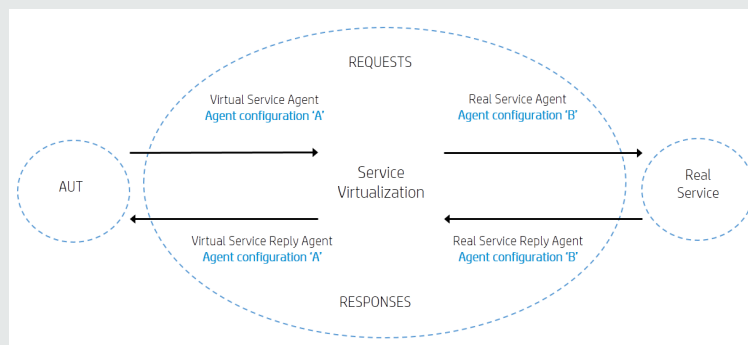 REQUESTS
Virtual Service Agent
Agent configuration 'A'
Real Service Agent
Agent configuration 'B'
AUT
Service
Virtualization
Real
Service
Virtual Service Reply Agent
Agent configuration 'A'
Real Service Reply Agent
Agent configuration 'B'
RESPONSES